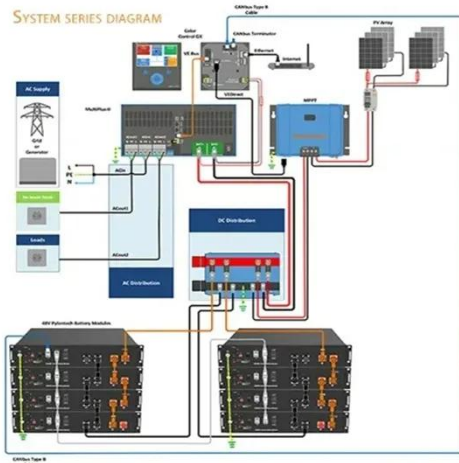 SYSTEM SERIES DIAGRAM
CANbus Type B
Cable
PV Array
Color
Control GX
CANbus Terminator
VE.Bus
Ethernet
Internet
AC Supply
VE.Direct
MPPT
MultiPlus-II
Grid
or
Generator
L
PE
N
ACin
ACout1
Loads
DC Distribution
ACout2
AC Distribution
48V Pylontech Battery Modules
CANbus Type B